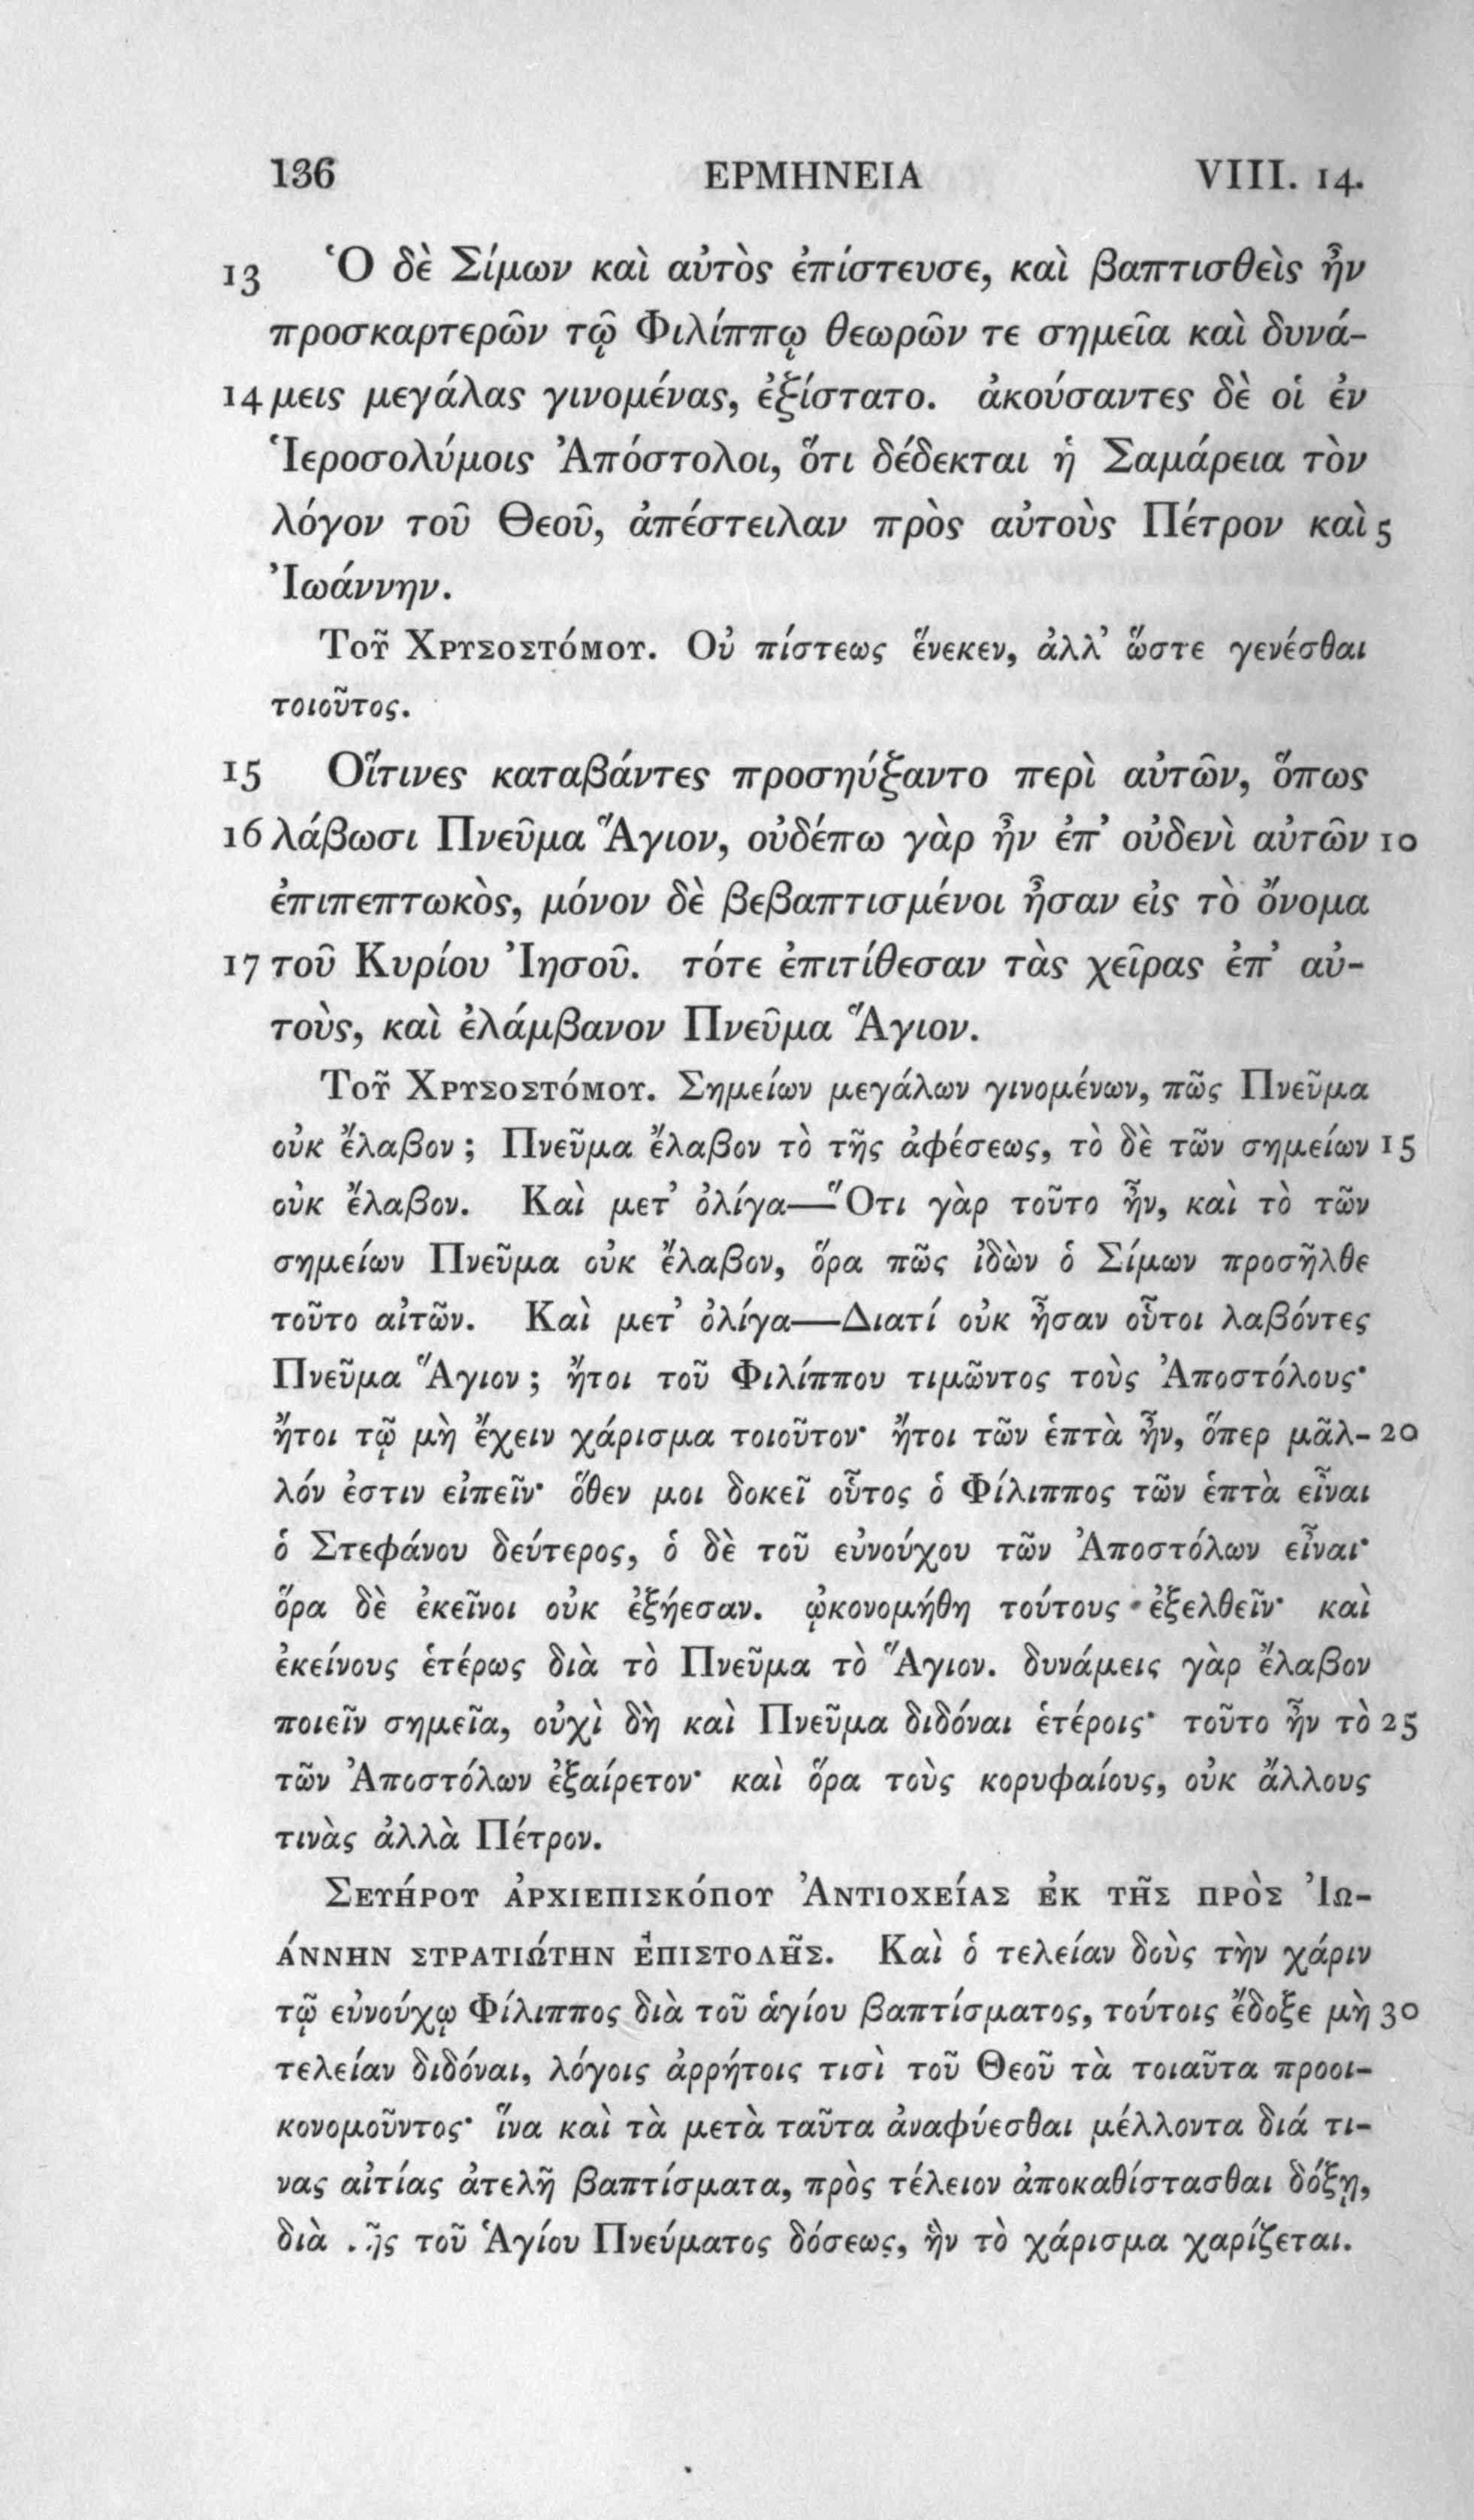 136 ΕΡΜΗΝΕΙΑ VIII. 14.
13 Ὁ δὲ Σίμων καὶ αὐτὸς ἐπίστευσε, καὶ βαπτισθεὶς ἦν
προσκαρτερῶν τῷ Φιλίππῳ θεωρῶν τε σημεῖα καὶ δυνά-
14 μεις μεγάλας γινομένας, ἐξίστατο. ἀκούσαντες δὲ οἱ ἐν
Ἱεροσολύμοις Ἀπόστολοι, ὅτι δέδεκται ἡ Σαμάρεια τὸν
λόγον τοῦ Θεοῦ, ἀπέστειλαν πρὸς αὐτοὺς Πέτρον καὶ 5
Ἰωάννην.
Τοῦ Χρυσοστόμου. Οὐ πίστεως ἕνεκεν, ἀλλ’ ὥστε γενέσθαι
τοιοῦτος.
15 Οἵτινες καταβάντες προσηύξαντο περὶ αὐτῶν, ὅπως
16 λάβωσι Πνεῦμα Ἅγιον, οὐδέπω γὰρ ἦν ἐπ’ οὐδενὶ αὐτῶν 10
ἐπιπεπτωκὸς, μόνον δὲ βεβαπτισμένοι ἦσαν εἰς τὸ ὄνομα
17 τοῦ Κυρίου Ἰησοῦ. τότε ἐπιτίθεσαν τὰς χεῖρας ἐπ’ αὐ-
τοὺς, καὶ ἐλάμβανον Πνεῦμα Ἅγιον.
Τοῦ Χρυσοστόμου. Σημείων μεγάλων γινομένων, πῶς Πνεῦμα
οὐκ ἔλαβον; Πνεῦμα ἔλαβον τὸ τῆς ἀφέσεως, τὸ δὲ τῶν σημείων 15
οὐκ ἔλαβον. Καὶ μετ’ ὀλίγα—Ὅτι γὰρ τοῦτο ἦν, καὶ τὸ τῶν
σημείων Πνεῦμα οὐκ ἔλαβον, ὅρα πῶς ἰδὼν ὁ Σίμων προσῆλθε
τοῦτο αἰτῶν. Καὶ μετ’ ὀλίγα—Διατί οὐκ ἦσαν οὗτοι λαβόντες
Πνεῦμα Ἅγιον; ἤτοι τοῦ Φιλίππου τιμῶντος τοὺς Ἀποστόλους·
ἤτοι τῷ μὴ ἔχειν χάρισμα τοιοῦτον· ἤτοι τῶν ἑπτὰ ἦν, ὅπερ μᾶλ- 20
λόν ἐστιν εἰπεῖν· ὅθεν μοι δοκεῖ οὗτος ὁ Φίλιππος τῶν ἑπτὰ εἶναι
ὁ Στεφάνου δεύτερος, ὁ δὲ τοῦ εὐνούχου τῶν Ἀποστόλων εἶναι·
ὅρα δὲ ἐκεῖνοι οὐκ ἐξήεσαν. ᾠκονομήθη τούτους ἐξελθεῖν· καὶ
ἐκείνους ἑτέρως διὰ τὸ Πνεῦμα τὸ Ἅγιον. δυνάμεις γὰρ ἔλαβον
ποιεῖν σημεῖα, οὐχὶ δὴ καὶ Πνεῦμα διδόναι ἑτέροις· τοῦτο ἦν τὸ 25
τῶν Ἀποστόλων ἐξαίρετον· καὶ ὅρα τοὺς κορυφαίους, οὐκ ἄλλους
τινὰς ἀλλὰ Πέτρον.
Σευήρου ἀρχιεπισκόπου Ἀντιοχείας ἐκ τῆς πρὸς Ἰω-
άννην στρατιώτην ἐπιστολῆς. Καὶ ὁ τελείαν δοὺς τὴν χάριν
τῷ εὐνούχῳ Φίλιππος διὰ τοῦ ἁγίου βαπτίσματος, τούτοις ἔδοξε μὴ 30
τελείαν διδόναι, λόγοις ἀρρήτοις τισὶ τοῦ Θεοῦ τὰ τοιαῦτα προοι-
κονομοῦντος· ἵνα καὶ τὰ μετὰ ταῦτα ἀναφύεσθαι μέλλοντα διά τι-
νας αἰτίας ἀτελῆ βαπτίσματα, πρὸς τέλειον ἀποκαθίστασθαι δόξῃ,
διὰ τοῦ Ἁγίου Πνεύματος δόσεως, ἣν τὸ χάρισμα χαρίζεται.